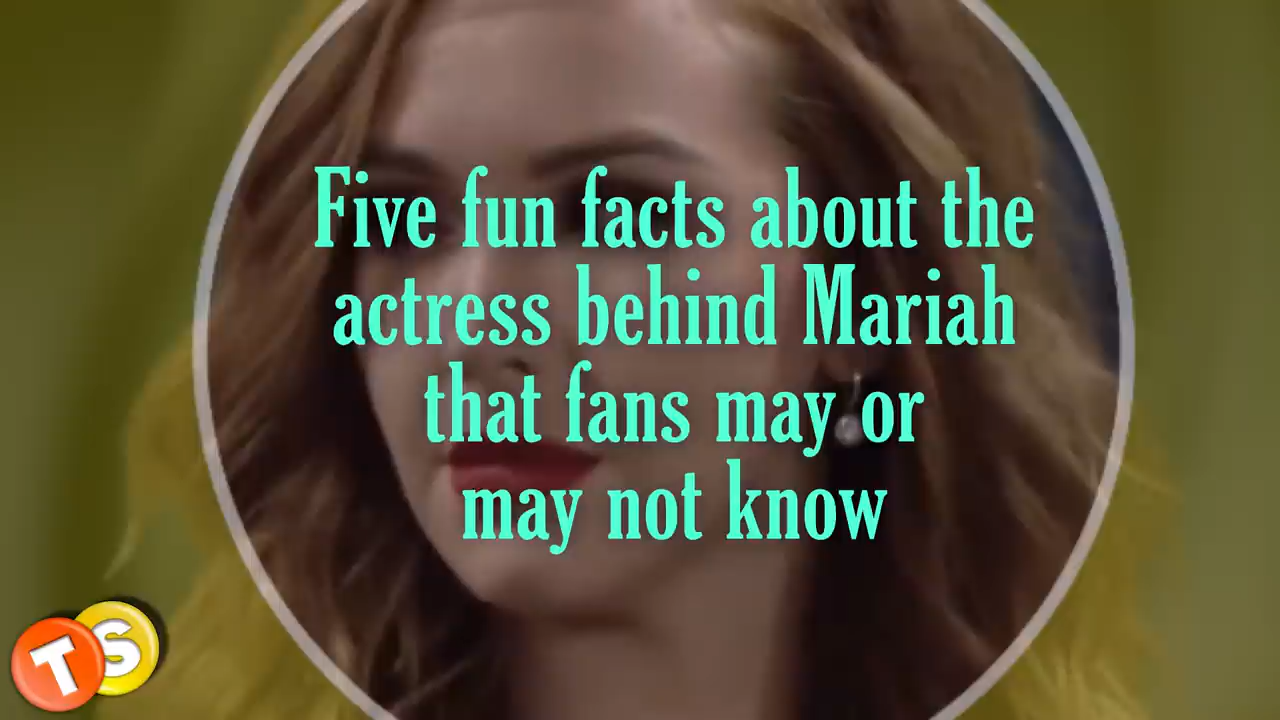 Five fun facts about the
actress behind Mariah
that fans may or
may not know
TS